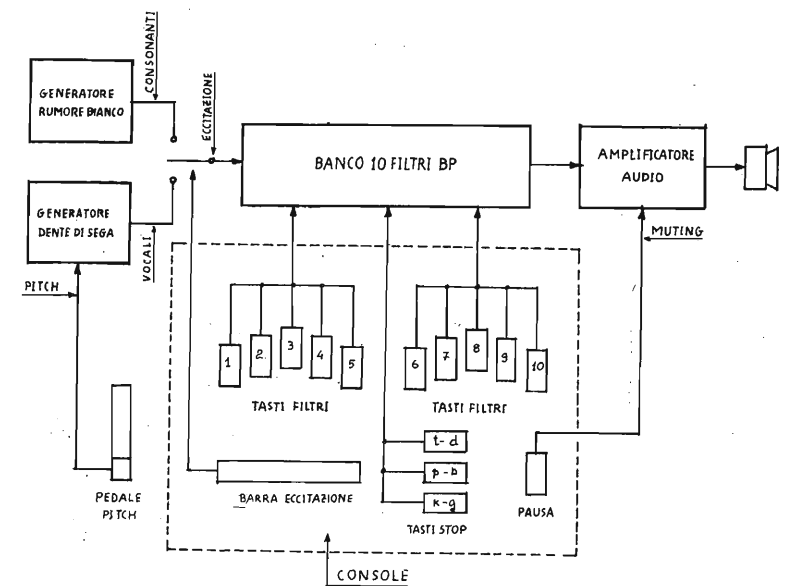 CONSONANTI
GENERATORE
RUMORE BIANCO
ECCITAZIONE
BANCO 10 FILTRI BP
AMPLIFICATORE
AUDIO
GENERATORE
DENTE DI SEGA
VOCALI
MUTING
PITCH
1
2
3
4
5
6
7
8
9
10
TASTI FILTRI
TASTI FILTRI
t-d
p-b
k-g
BARRA ECCITAZIONE
TASTI STOP
PAUSA
PEDALE
PITCH
CONSOLE